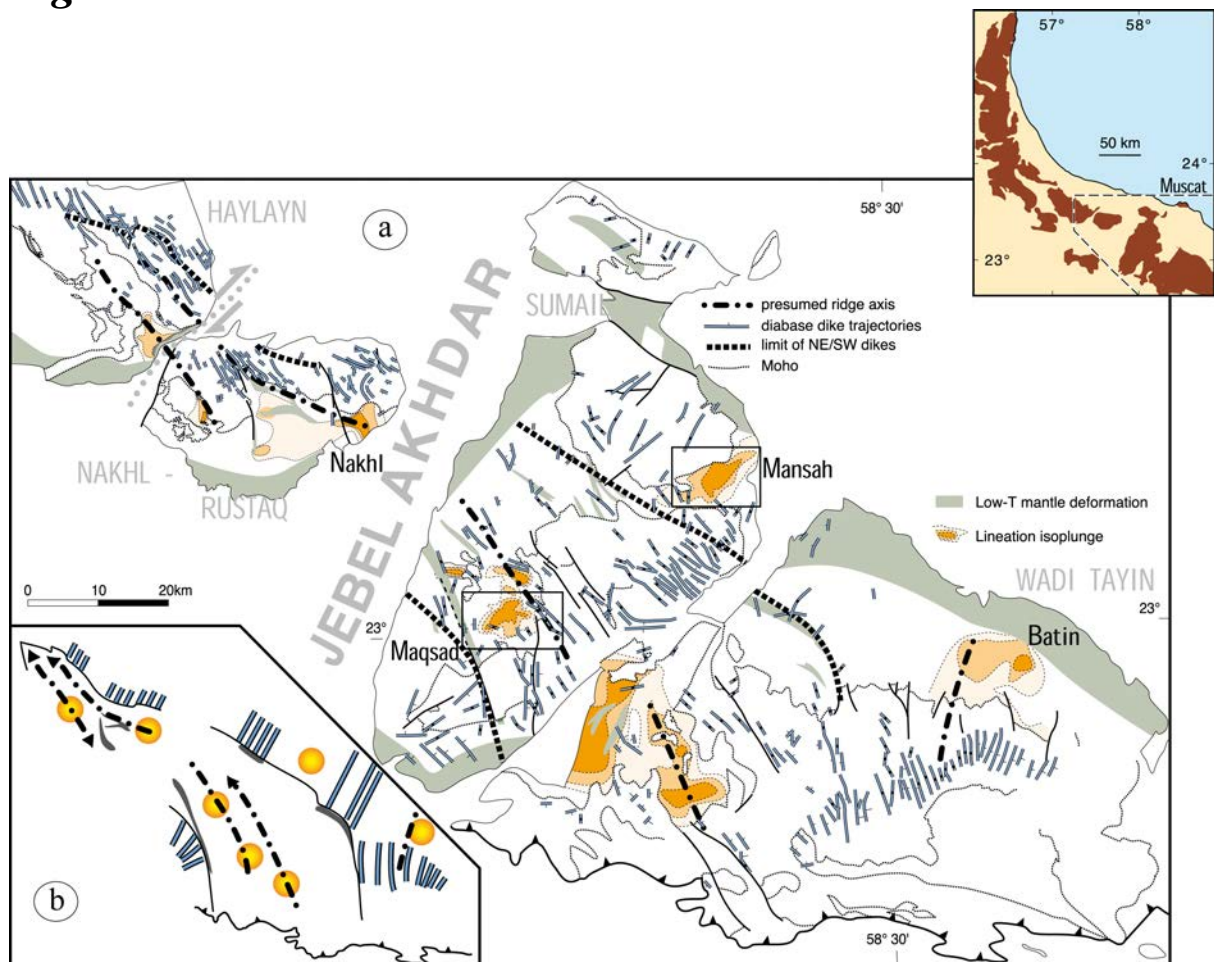 g
57°
58°
50 km
24°
Muscat
23°
HAYLAYN
a
58° 30'
JEBEL AKHDAR
SUMAIL
presumed ridge axis
diabase dike trajectories
limit of NE/SW dikes
Moho
NAKHL -
RUSTAQ
Nakhl
Mansah
Low-T mantle deformation
Lineation isoplunge
WADI TAYIN
0 10 20km
23°
23°
Maqsad
Batin
b
58° 30'